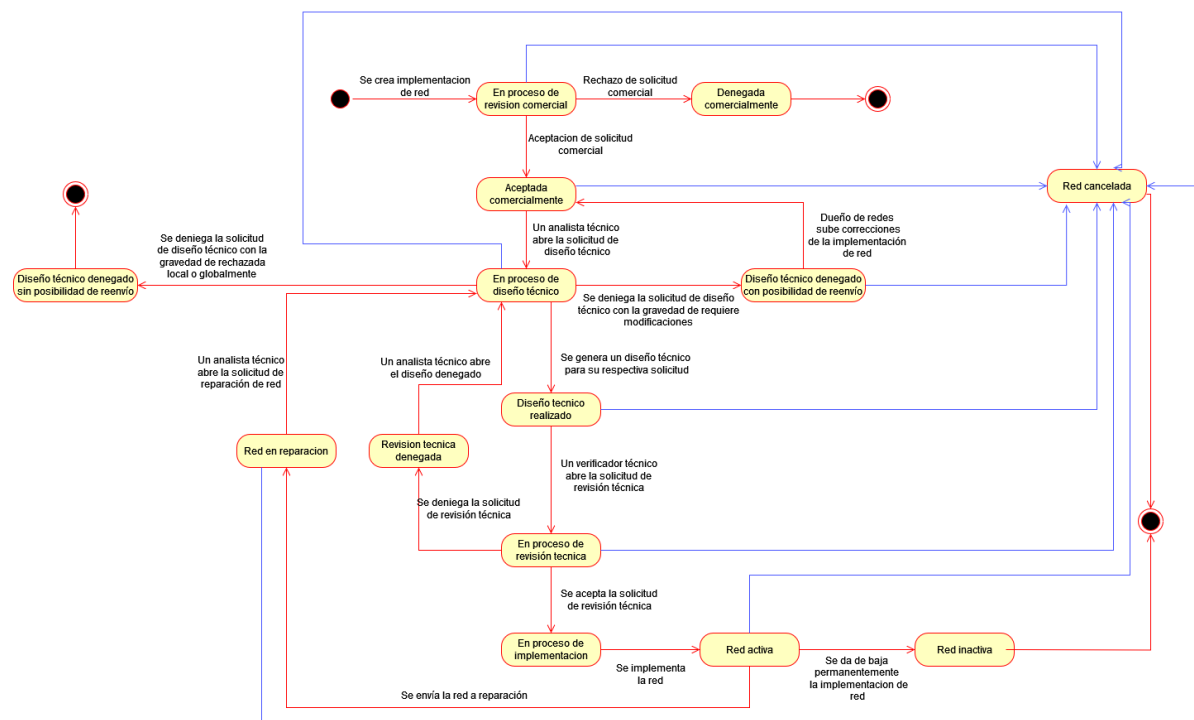 Se crea implementacion
de red
En proceso de
revision comercial
Rechazo de solicitud
comercial
Denegada
comercialmente
Aceptacion de solicitud
comercial
Aceptada
comercialmente
Red cancelada
Un analista técnico
abre la solicitud de
diseño técnico
Dueño de redes
sube correcciones
de la implementación
de red
Se deniega la solicitud
de diseño técnico con la
gravedad de rechazada
local o globalmente
Diseño técnico denegado
sin posibilidad de reenvío
En proceso de
diseño técnico
Diseño técnico denegado
con posibilidad de reenvío
Se deniega la solicitud de diseño
técnico con la gravedad de requiere
modificaciones
Un analista técnico
abre la solicitud de
reparación de red
Un analista técnico abre
el diseño denegado
Se genera un diseño técnico
para su respectiva solicitud
Diseño tecnico
realizado
Red en reparacion
Revision tecnica
denegada
Un verificador técnico
abre la solicitud de
revisión técnica
Se deniega la solicitud
de revisión técnica
En proceso de
revisión tecnica
Se acepta la solicitud
de revisión técnica
En proceso de
implementacion
Red activa
Red inactiva
Se implementa
la red
Se da de baja
permanentemente
la implementacion de
red
Se envía la red a reparación